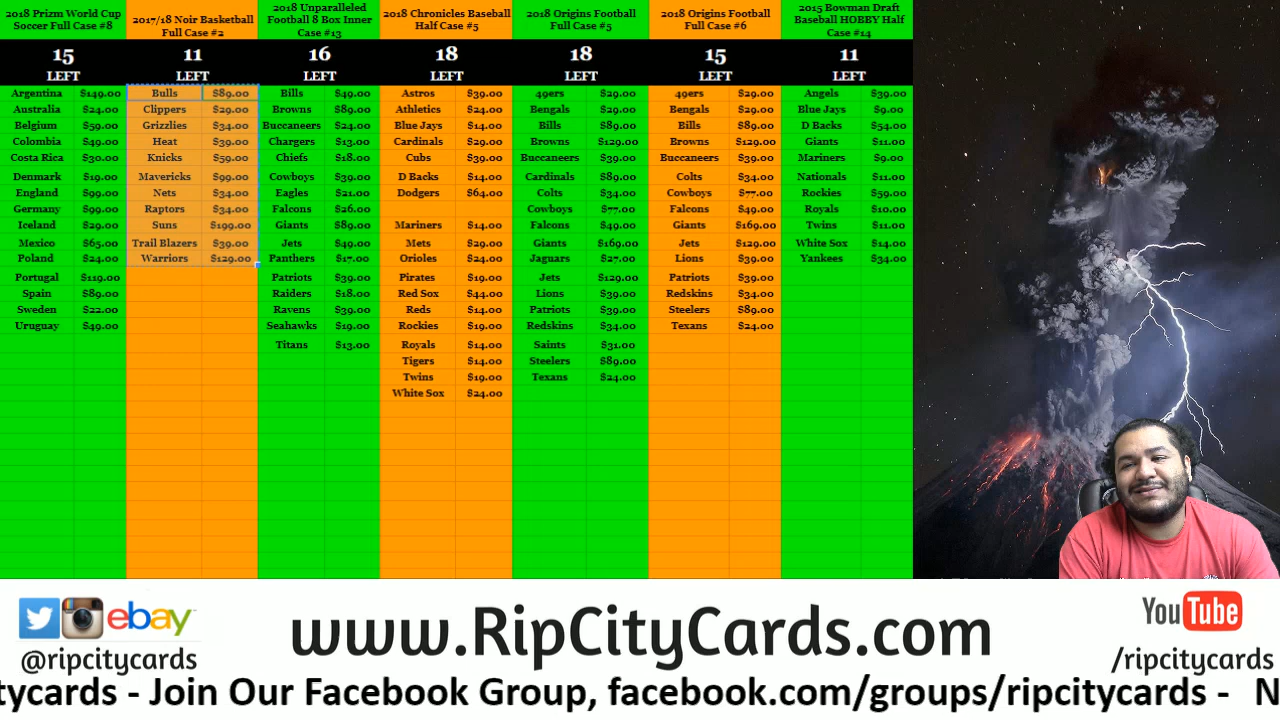 2018 Prizm World Cup
Soccer Full Case #8
15
LEFT
Argentina $149.00
Australia $24.00
Belgium $59.00
Colombia $49.00
Costa Rica $30.00
Denmark $19.00
England $99.00
Germany $99.00
Iceland $29.00
Mexico $65.00
Poland $24.00
Portugal $119.00
Spain $89.00
Sweden $22.00
Uruguay $49.00
2017/18 Noir Basketball
Full Case #2
11
LEFT
Bulls $89.00
Clippers $29.00
Grizzlies $34.00
Heat $39.00
Knicks $59.00
Mavericks $99.00
Nets $34.00
Raptors $34.00
Suns $199.00
Trail Blazers $39.00
Warriors $129.00
2018 Unparalleled
Football 8 Box Inner
Case #13
16
LEFT
Bills $49.00
Browns $89.00
Buccaneers $24.00
Chargers $13.00
Chiefs $18.00
Cowboys $39.00
Eagles $21.00
Falcons $26.00
Giants $89.00
Jets $49.00
Panthers $17.00
Patriots $39.00
Raiders $18.00
Ravens $39.00
Seahawks $19.00
Titans $13.00
2018 Chronicles Baseball
Half Case #5
18
LEFT
Astros $39.00
Athletics $24.00
Blue Jays $14.00
Cardinals $29.00
Cubs $39.00
D Backs $14.00
Dodgers $64.00
Mariners $14.00
Mets $29.00
Orioles $24.00
Pirates $19.00
Red Sox $44.00
Reds $14.00
Rockies $19.00
Royals $14.00
Tigers $14.00
Twins $19.00
White Sox $24.00
2018 Origins Football
Full Case #5
18
LEFT
49ers $29.00
Bengals $29.00
Bills $89.00
Browns $129.00
Buccaneers $39.00
Cardinals $89.00
Colts $34.00
Cowboys $77.00
Falcons $49.00
Giants $169.00
Jaguars $27.00
Jets $129.00
Lions $39.00
Patriots $39.00
Redskins $34.00
Saints $31.00
Steelers $89.00
Texans $24.00
2018 Origins Football
Full Case #6
15
LEFT
49ers $29.00
Bengals $29.00
Bills $89.00
Browns $129.00
Buccaneers $39.00
Colts $34.00
Cowboys $77.00
Falcons $49.00
Giants $169.00
Jets $129.00
Lions $39.00
Patriots $39.00
Redskins $34.00
Steelers $89.00
Texans $24.00
2015 Bowman Draft
Baseball HOBBY Half
Case #14
11
LEFT
Angels $39.00
Blue Jays $9.00
D Backs $54.00
Giants $11.00
Mariners $9.00
Nationals $11.00
Rockies $59.00
Royals $10.00
Twins $11.00
White Sox $14.00
Yankees $34.00
ebay
@ripcitycards
www.RipCityCards.com
YouTube
/ripcitycards
tycards - Join Our Facebook Group, facebook.com/groups/ripcitycards - N